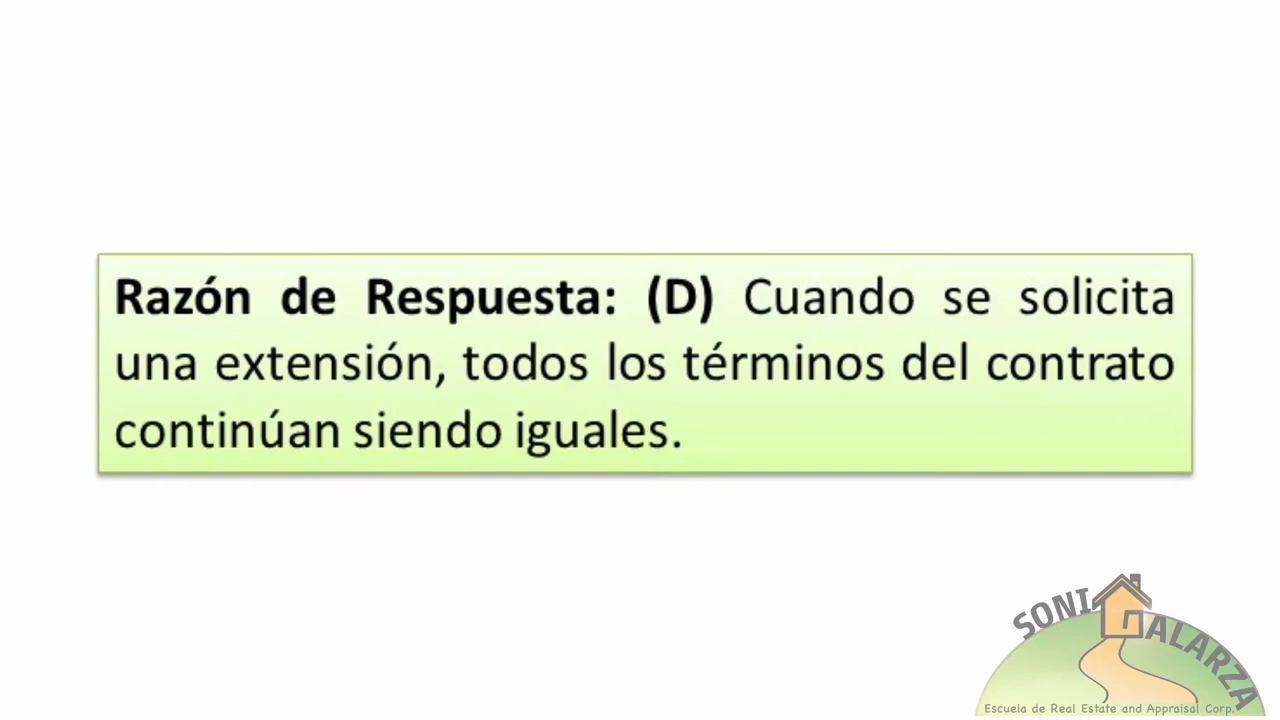 Razón de Respuesta: (D) Cuando se solicita
una extensión, todos los términos del contrato
continúan siendo iguales.
SONIA GALARZA
Escuela de Real Estate and Appraisal Corp.